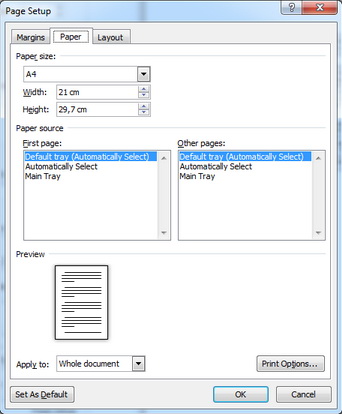 Page Setup
Margins Paper Layout
Paper size:
A4
Width: 21 cm
Height: 29,7 cm
Paper source
First page: Other pages:
Default tray (Automatically Select) Default tray (Automatically Select)
Automatically Select Automatically Select
Main Tray Main Tray
Preview
Apply to: Whole document Print Options...
Set As Default OK Cancel